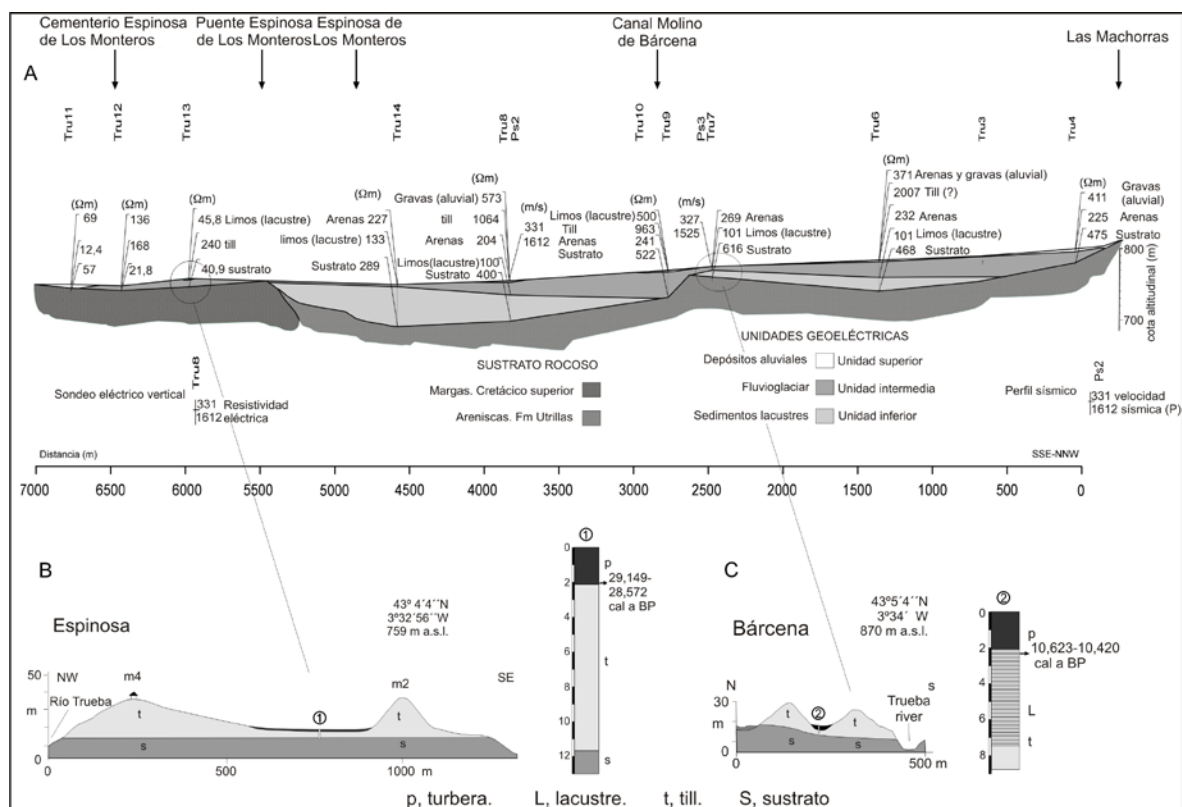 Cementerio Espinosa
de Los Monteros
Puente Espinosa
de Los Monteros
Espinosa de
Los Monteros
Canal Molino
de Bárcena
Las Machorras
A
Tru11
Tru12
Tru13
Tru14
Tru8
Ps2
Tru10
Tru9
Ps3
Tru7
Tru6
Tru3
Tru4
(Ωm)
69
12,4
57
(Ωm)
136
168
21,8
(Ωm)
45,8 Limos (lacustre)
240 till
40,9 sustrato
(Ωm)
Arenas 227
limos (lacustre) 133
Sustrato 289
(Ωm)
Gravas (aluvial) 573
till 1064
Arenas 204
Limos(lacustre)100
Sustrato 400
(m/s)
331
1612
(Ωm)
Limos (lacustre)500
Till 963
Arenas 241
Sustrato 522
(m/s)
327
1525
269 Arenas
101 Limos (lacustre)
616 Sustrato
(Ωm)
371 Arenas y gravas (aluvial)
2007 Till (?)
232 Arenas
101 Limos (lacustre)
468 Sustrato
(Ωm)
411 Gravas
(aluvial)
225 Arenas
475 Sustrato
800
700
cota altitudinal (m)
Sondeo eléctrico vertical
Tru8
331 Resistividad
1612 eléctrica
SUSTRATO ROCOSO
Margas. Cretácico superior
Areniscas. Fm Utrillas
UNIDADES GEOELÉCTRICAS
Depósitos aluviales Unidad superior
Fluvioglaciar Unidad intermedia
Sedimentos lacustres Unidad inferior
Perfil sísmico
Ps2
331 velocidad
1612 sísmica (P)
Distancia (m)
SSE-NNW
7000 6500 6000 5500 5000 4500 4000 3500 3000 2500 2000 1500 1000 500 0
B
Espinosa
43º 4´4´´N
3º32´56´´W
759 m a.s.l.
50
m
0
NW
SE
Río Trueba
m4
m2
t
t
①
s
s
0 500 1000 m
①
0
2
4
6
8
10
12
p
29,149-
28,572
cal a BP
t
s
C
Bárcena
43º5´4´´N
3º34´ W
870 m a.s.l.
N
s
30
m
0
t
②
t
s
s
Trueba
river
0 500 m
②
0
2
4
6
8
p
10,623-10,420
cal a BP
L
t
p, turbera. L, lacustre. t, till. S, sustrato